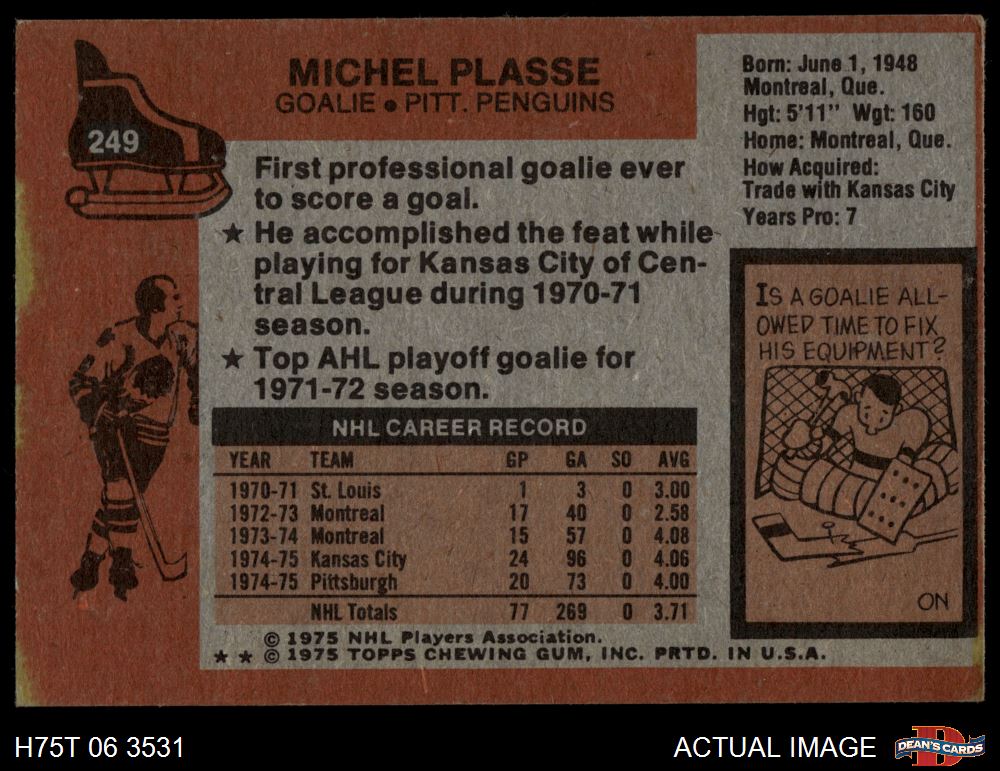 MICHEL PLASSE
GOALIE • PITT. PENGUINS
249
First professional goalie ever
to score a goal.
★ He accomplished the feat while
playing for Kansas City of Cen-
tral League during 1970-71
season.
★ Top AHL playoff goalie for
1971-72 season.
Born: June 1, 1948
Montreal, Que.
Hgt: 5'11" Wgt: 160
Home: Montreal, Que.
How Acquired:
Trade with Kansas City
Years Pro: 7
IS A GOALIE ALL-
OWED TIME TO FIX
HIS EQUIPMENT?
ON
NHL CAREER RECORD
YEAR TEAM GP GA SO AVG
1970-71 St. Louis 1 3 0 3.00
1972-73 Montreal 17 40 0 2.58
1973-74 Montreal 15 57 0 4.08
1974-75 Kansas City 24 96 0 4.06
1974-75 Pittsburgh 20 73 0 4.00
NHL Totals 77 269 0 3.71
© 1975 NHL Players Association.
★ ★ © 1975 TOPPS CHEWING GUM, INC. PRTD. IN U.S.A.
H75T 06 3531
ACTUAL IMAGE
DEAN'S CARDS